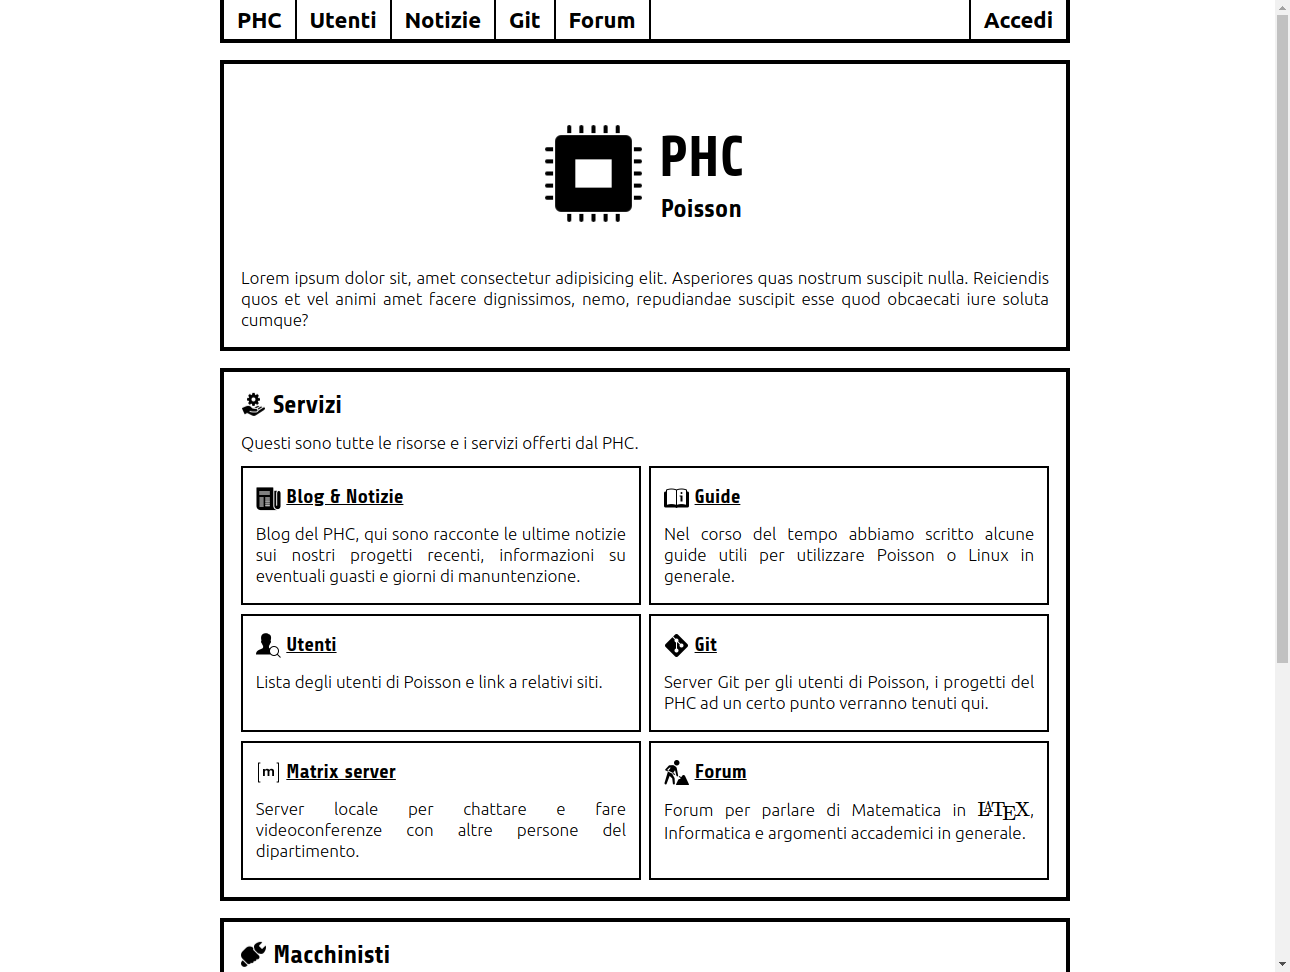 PHC Utenti Notizie Git Forum Accedi
PHC
Poisson
Lorem ipsum dolor sit, amet consectetur adipisicing elit. Asperiores quas nostrum suscipit nulla. Reiciendis
quos et vel animi amet facere dignissimos, nemo, repudiandae suscipit esse quod obcaecati iure soluta
cumque?
Servizi
Questi sono tutte le risorse e i servizi offerti dal PHC.
Blog & Notizie
Blog del PHC, qui sono racconte le ultime notizie
sui nostri progetti recenti, informazioni su
eventuali guasti e giorni di manuntenzione.
Guide
Nel corso del tempo abbiamo scritto alcune
guide utili per utilizzare Poisson o Linux in
generale.
Utenti
Lista degli utenti di Poisson e link a relativi siti.
Git
Server Git per gli utenti di Poisson, i progetti del
PHC ad un certo punto verranno tenuti qui.
[m] Matrix server
Server locale per chattare e fare
videoconferenze con altre persone del
dipartimento.
Forum
Forum per parlare di Matematica in LATEX,
Informatica e argomenti accademici in generale.
Macchinisti